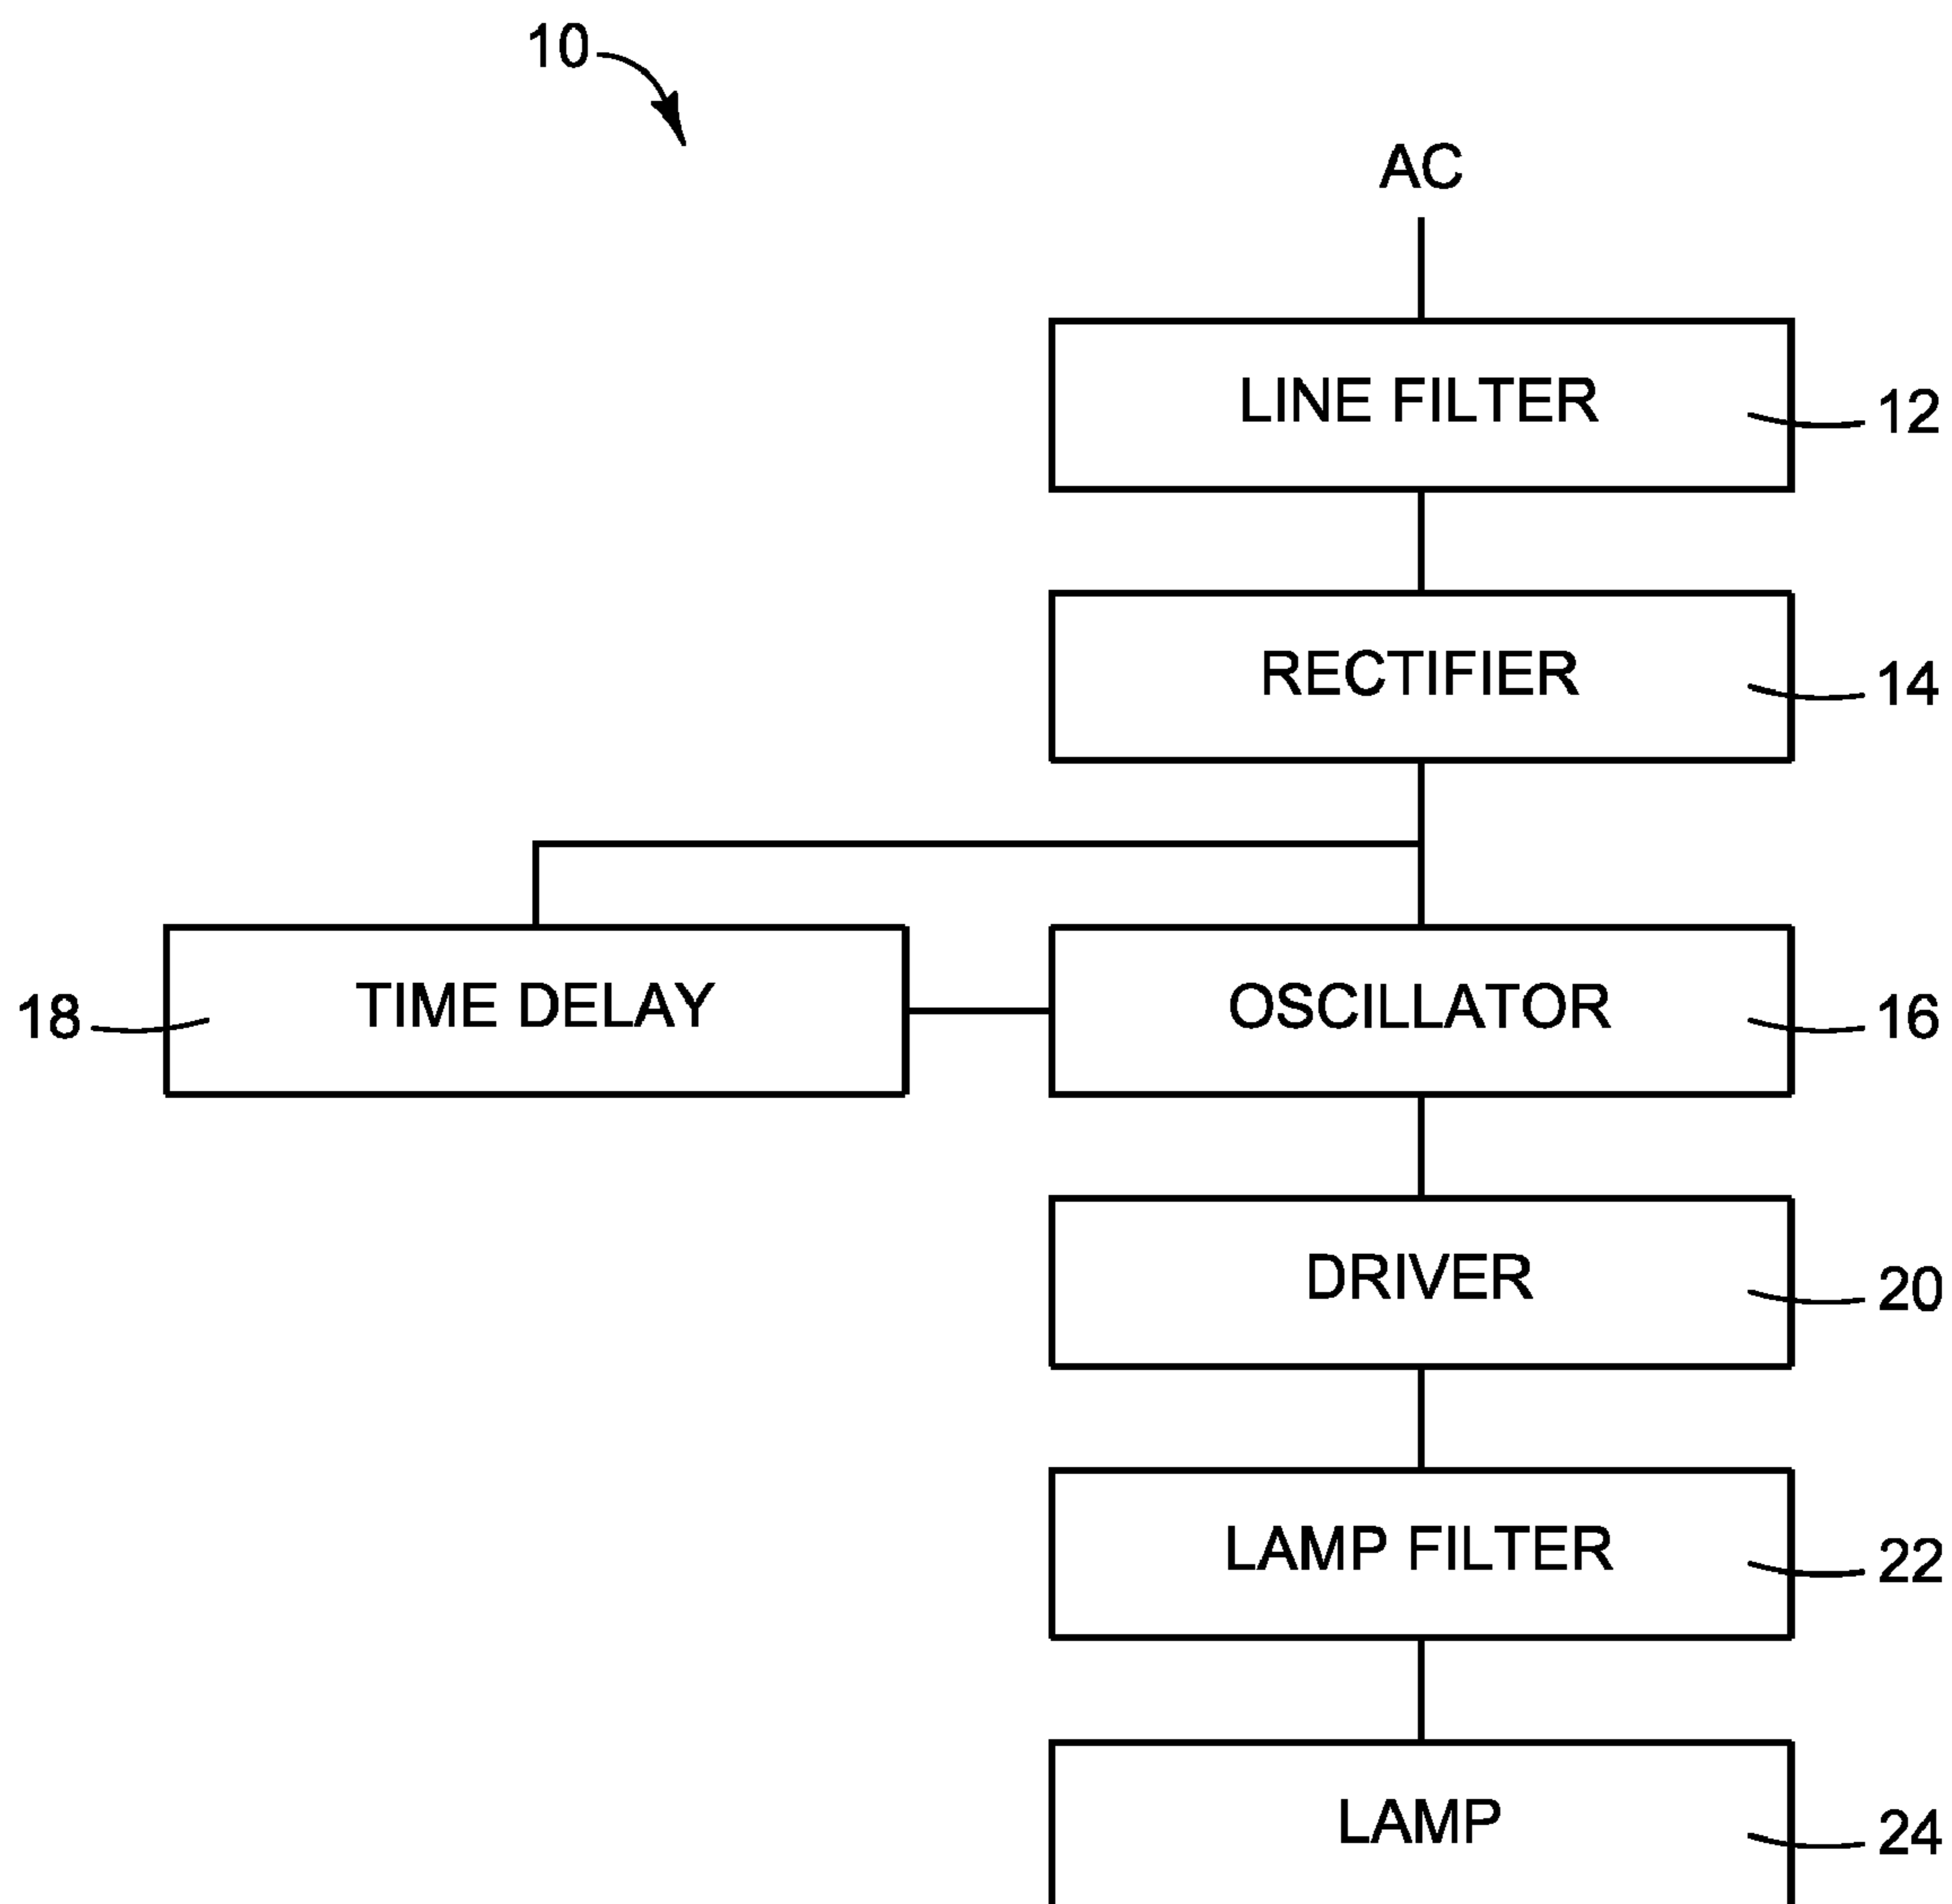 10
AC
LINE FILTER
12
RECTIFIER
14
18
TIME DELAY
OSCILLATOR
16
DRIVER
20
LAMP FILTER
22
LAMP
24